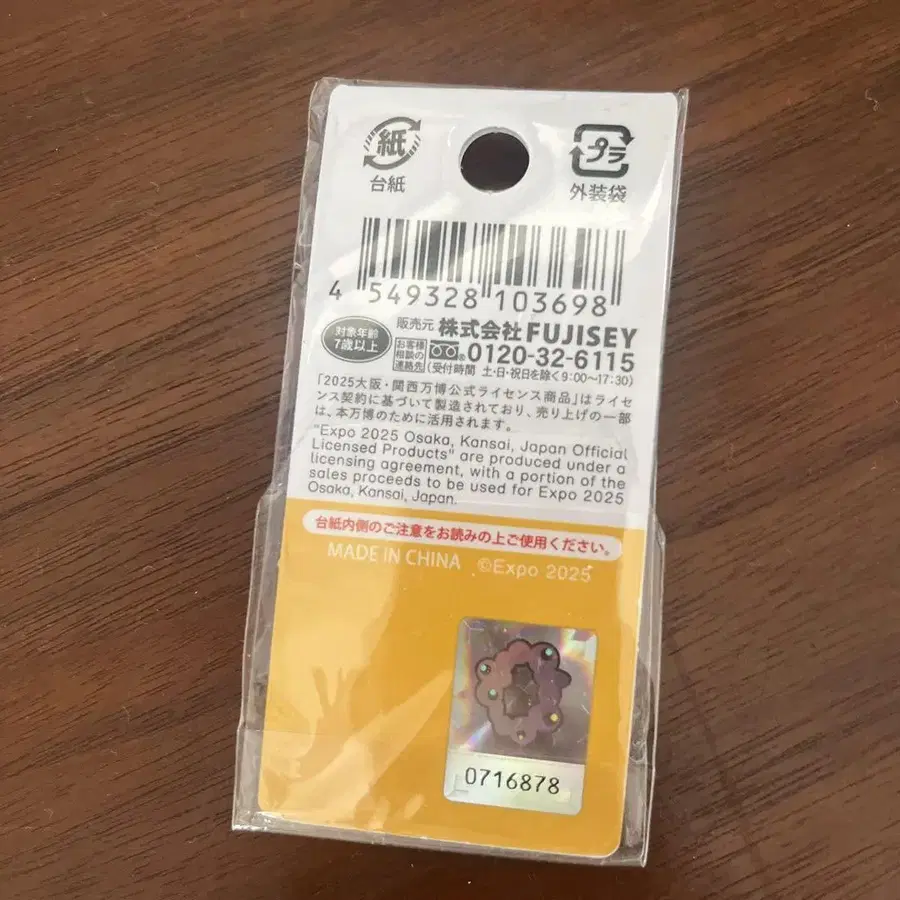 紙
台紙
プラ
外装袋
4 549328 103698
対象年齢
7歳以上
販売元 株式会社 FUJISEY
お客様
相談の
連絡先
0120-32-6115
(受付時間 土・日・祝日を除く9:00〜17:30)
「2025大阪・関西万博公式ライセンス商品」はライセ
ンス契約に基づいて製造されており、売り上げの一部
は、本万博のために活用されます。
"Expo 2025 Osaka, Kansai, Japan Official
Licensed Products" are produced under a
licensing agreement, with a portion of the
sales proceeds to be used for Expo 2025
Osaka, Kansai, Japan.
台紙内側のご注意をお読みの上ご使用ください。
MADE IN CHINA ©Expo 2025
0716878